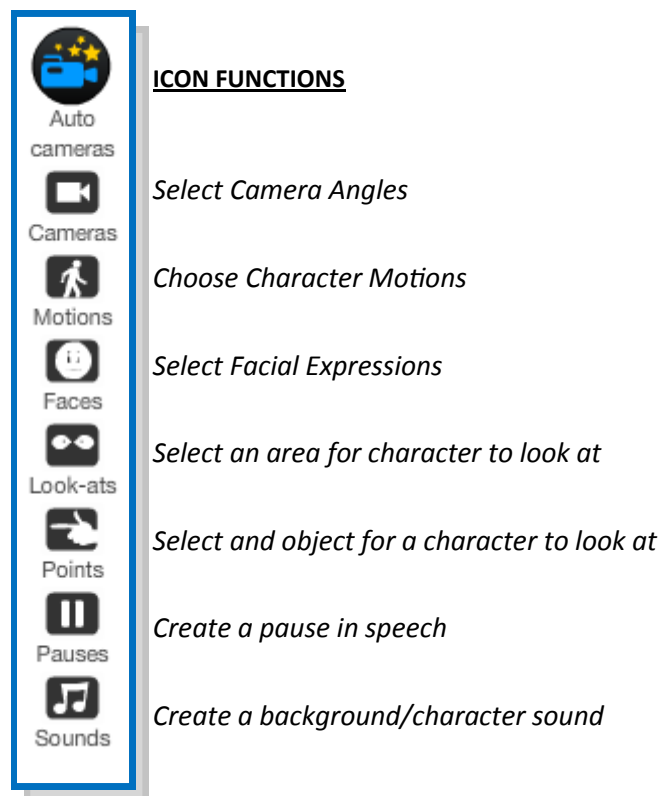 ICON FUNCTIONS
Auto
cameras
Select Camera Angles
Cameras
Choose Character Motions
Motions
Select Facial Expressions
Faces
Select an area for character to look at
Look-ats
Select and object for a character to look at
Points
Create a pause in speech
Pauses
Create a background/character sound
Sounds